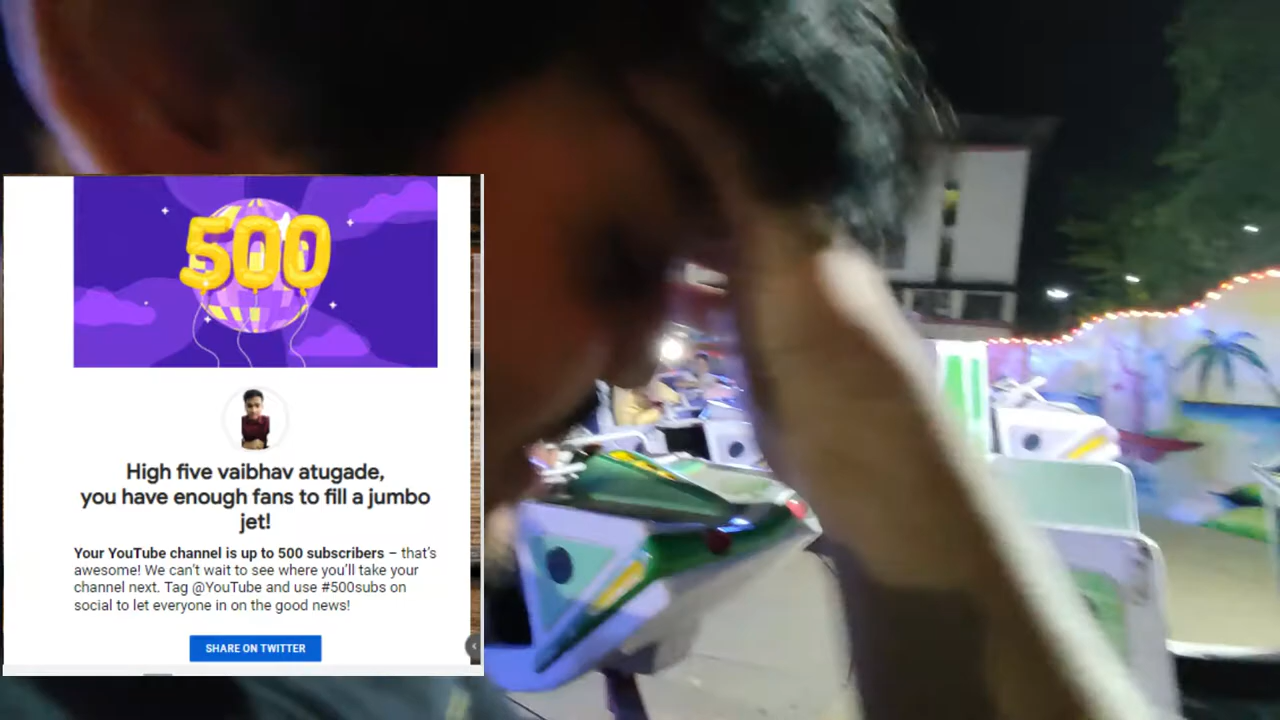 500
High five vaibhav atugade,
you have enough fans to fill a jumbo
jet!
Your YouTube channel is up to 500 subscribers – that's
awesome! We can't wait to see where you'll take your
channel next. Tag @YouTube and use #500subs on
social to let everyone in on the good news!
SHARE ON TWITTER